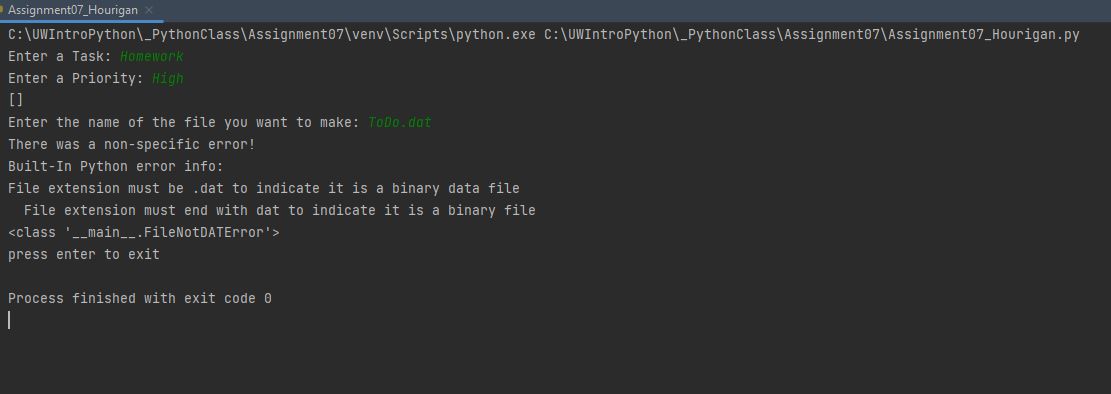 Assignment07_Hourigan
C:\UWIntroPython\_PythonClass\Assignment07\venv\Scripts\python.exe C:\UWIntroPython\_PythonClass\Assignment07\Assignment07_Hourigan.py
Enter a Task: Homework
Enter a Priority: High
[]
Enter the name of the file you want to make: ToDo.dat
There was a non-specific error!
Built-In Python error info:
File extension must be .dat to indicate it is a binary data file
  File extension must end with dat to indicate it is a binary file
<class '__main__.FileNotDATError'>
press enter to exit
Process finished with exit code 0